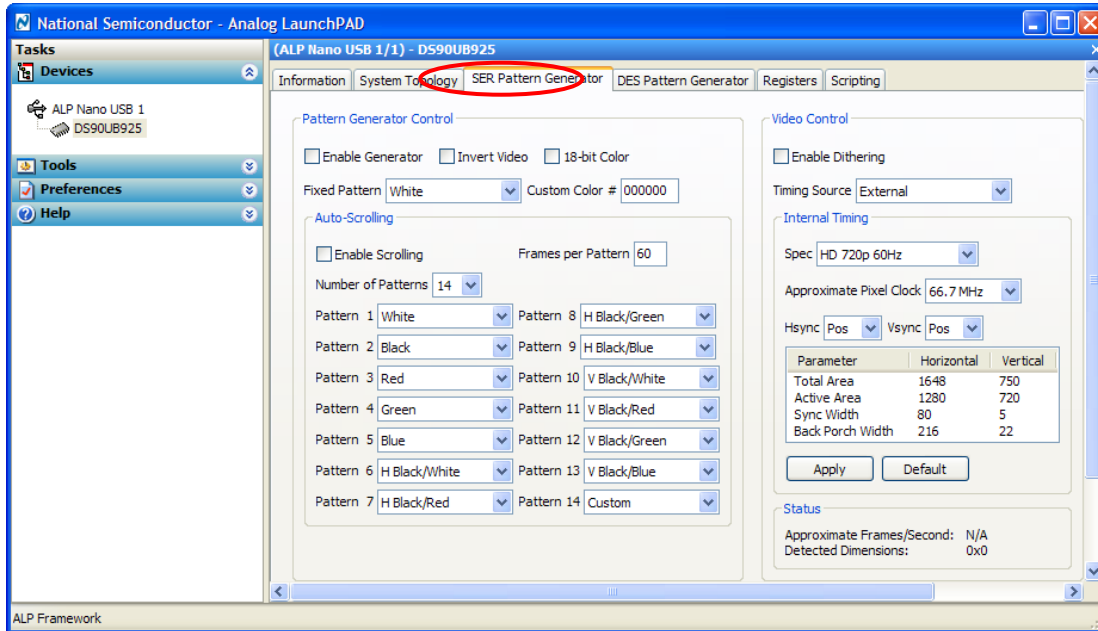 National Semiconductor - Analog LaunchPAD
Tasks
Devices
ALP Nano USB 1
DS90UB925
Tools
Preferences
Help
(ALP Nano USB 1/1) - DS90UB925
Information System Topology SER Pattern Generator DES Pattern Generator Registers Scripting
Pattern Generator Control
Enable Generator Invert Video 18-bit Color
Fixed Pattern White Custom Color # 000000
Auto-Scrolling
Enable Scrolling Frames per Pattern 60
Number of Patterns 14
Pattern 1 White Pattern 8 H Black/Green
Pattern 2 Black Pattern 9 H Black/Blue
Pattern 3 Red Pattern 10 V Black/White
Pattern 4 Green Pattern 11 V Black/Red
Pattern 5 Blue Pattern 12 V Black/Green
Pattern 6 H Black/White Pattern 13 V Black/Blue
Pattern 7 H Black/Red Pattern 14 Custom
Video Control
Enable Dithering
Timing Source External
Internal Timing
Spec HD 720p 60Hz
Approximate Pixel Clock 66.7 MHz
Hsync Pos Vsync Pos
Parameter Horizontal Vertical
Total Area 1648 750
Active Area 1280 720
Sync Width 80 5
Back Porch Width 216 22
Apply Default
Status
Approximate Frames/Second: N/A
Detected Dimensions: 0x0
ALP Framework